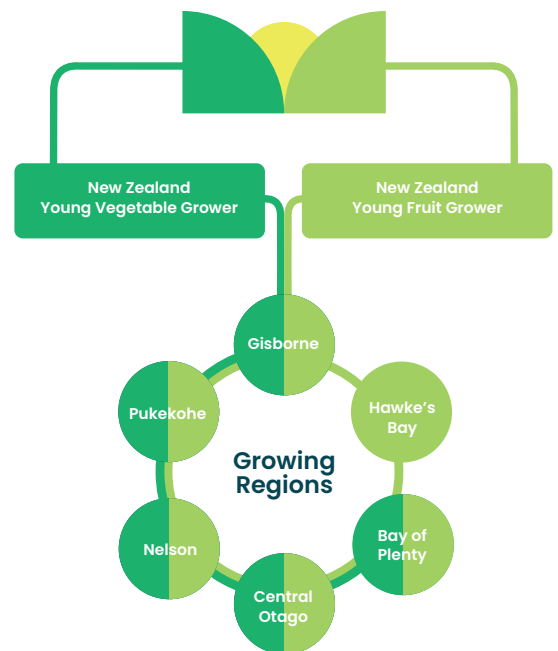 New Zealand
Young Vegetable Grower
New Zealand
Young Fruit Grower
Gisborne
Pukekohe
Hawke's
Bay
Growing
Regions
Nelson
Bay of
Plenty
Central
Otago